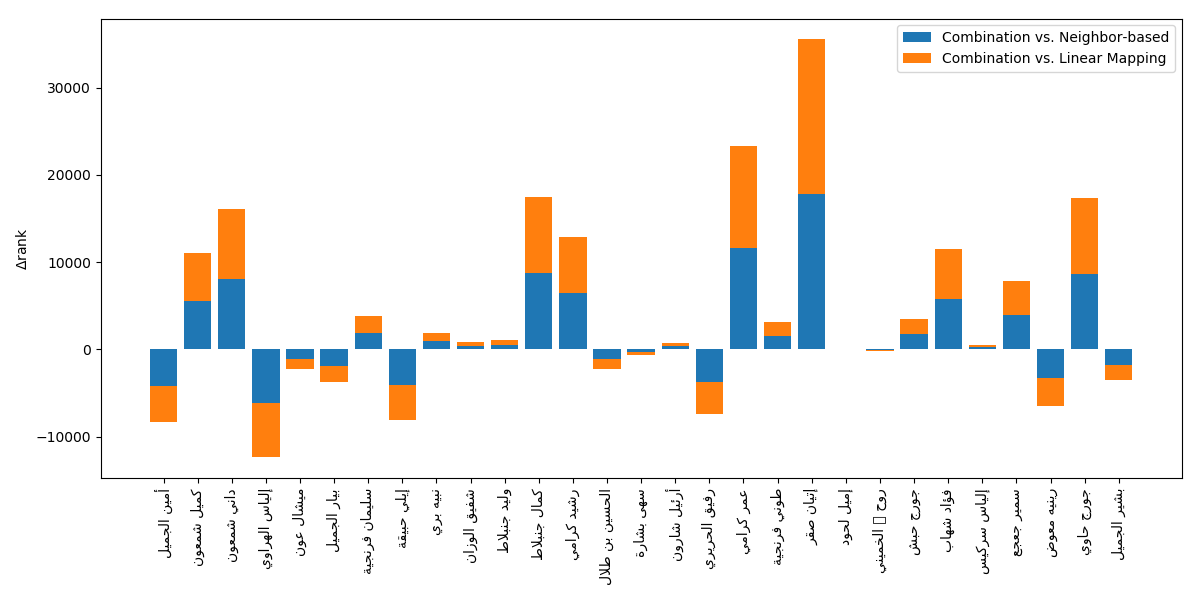 Combination vs. Neighbor-based
Combination vs. Linear Mapping
Δrank
30000
20000
10000
0
−10000
أمين الجميل
كميل شمعون
داني شمعون
إلياس الهراوي
ميشال عون
بيار الجميل
سليمان فرنجية
إيلي حبيقة
نبيه بري
شفيق الوزان
وليد جنبلاط
كمال جنبلاط
رشيد كرامي
الحسين بن طلال
سهى بشارة
أرئيل شارون
رفيق الحريري
عمر كرامي
طوني فرنجية
إتيان صقر
إميل لحود
روح الخميني
جورج حبش
فؤاد شهاب
إلياس سركيس
سمير جعجع
رينيه معوض
جورج حاوي
بشير الجميل